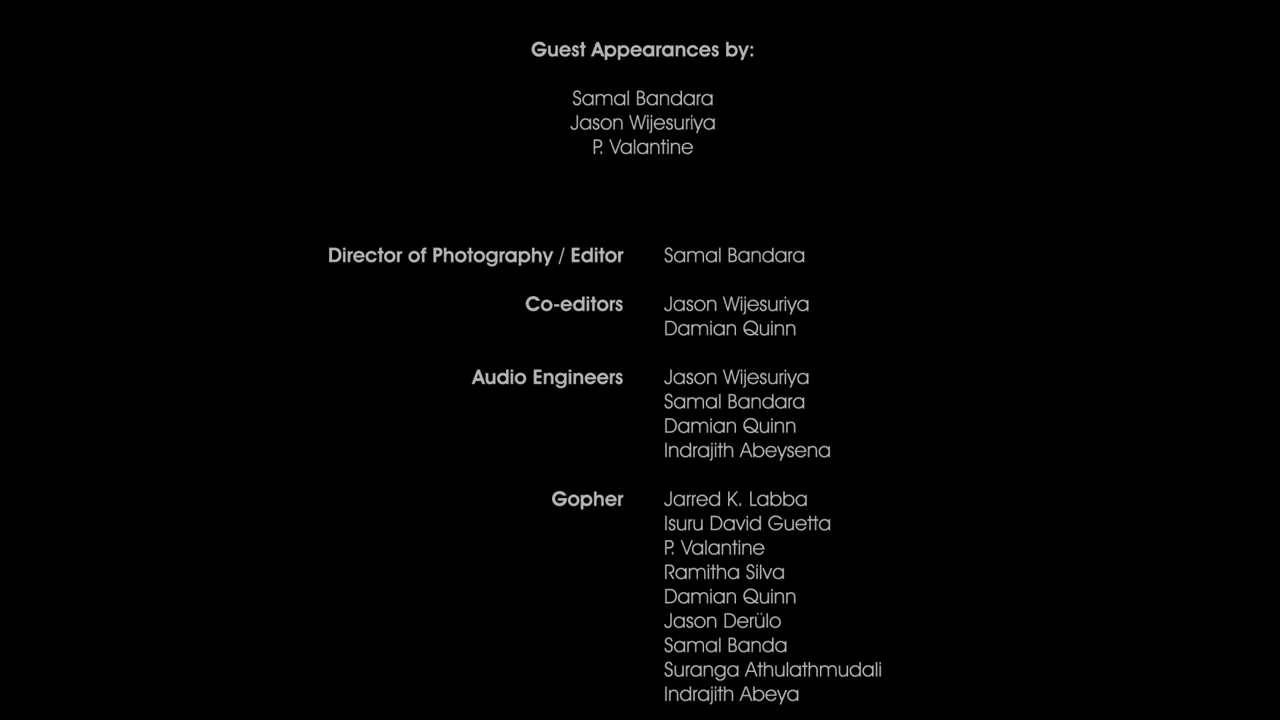 Guest Appearances by:
Samal Bandara
Jason Wijesuriya
P. Valantine
Director of Photography / Editor Samal Bandara
Co-editors Jason Wijesuriya
Damian Quinn
Audio Engineers Jason Wijesuriya
Samal Bandara
Damian Quinn
Indrajith Abeysena
Gopher Jarred K. Labba
Isuru David Guetta
P. Valantine
Ramitha Silva
Damian Quinn
Jason Derülo
Samal Banda
Suranga Athulathmudali
Indrajith Abeya